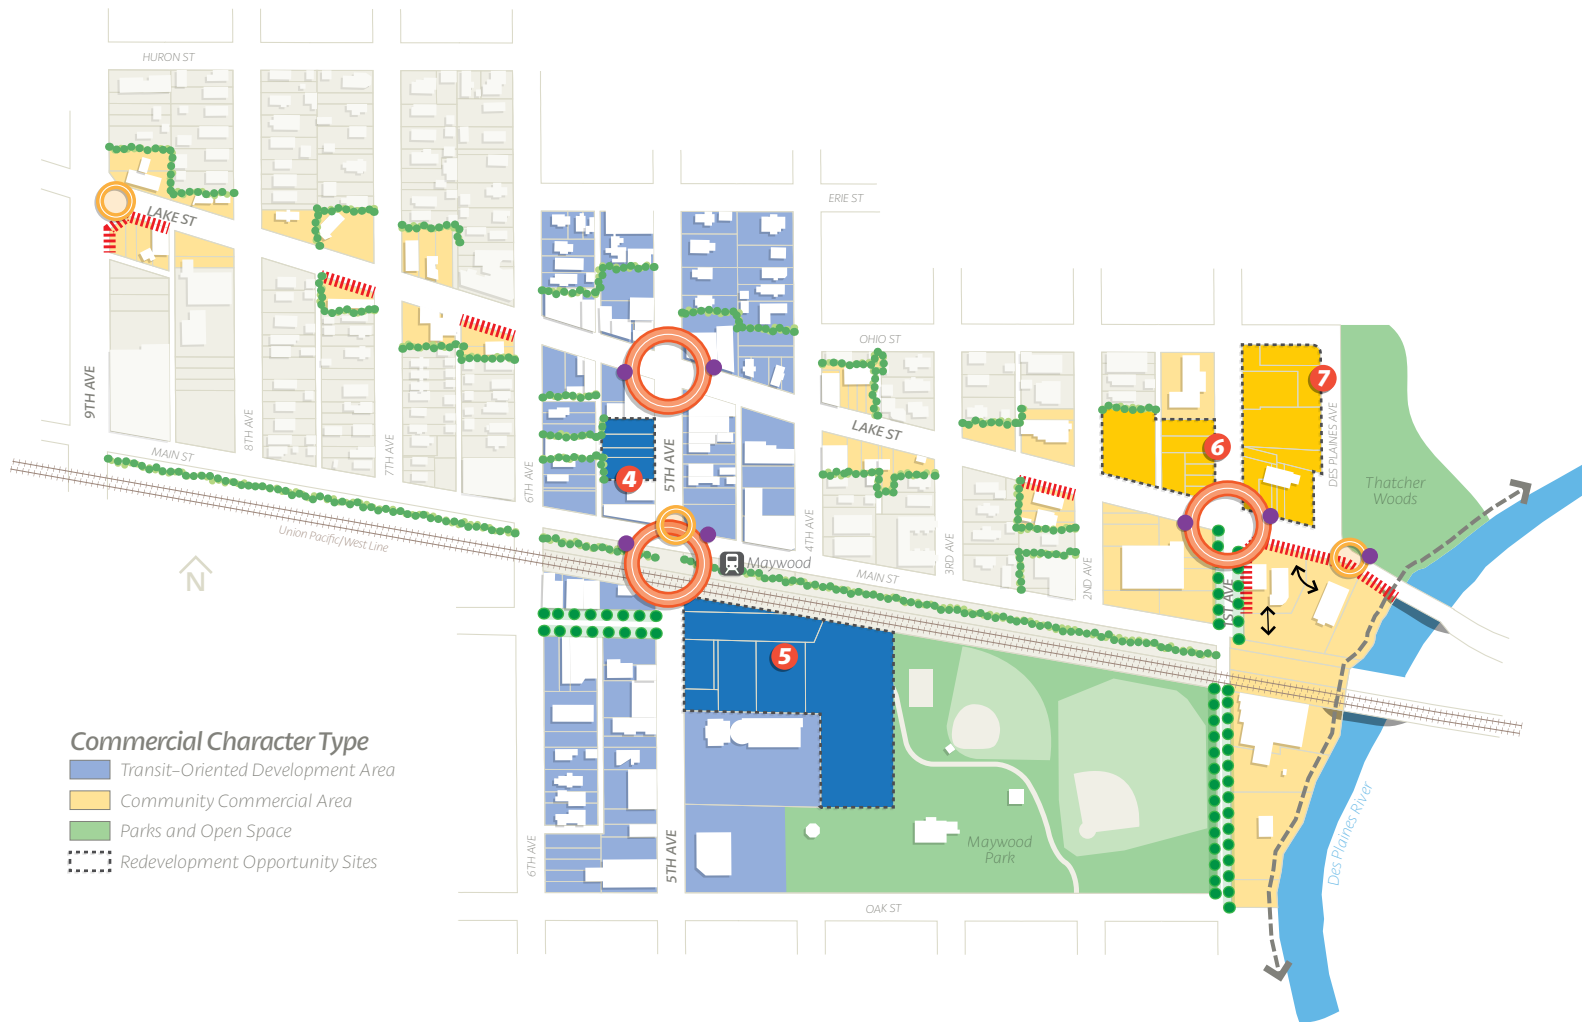 HURON ST
ERIE ST
LAKE ST
OHIO ST
9TH AVE
8TH AVE
7TH AVE
6TH AVE
5TH AVE
4TH AVE
3RD AVE
2ND AVE
1ST AVE
DES PLAINES AVE
LAKE ST
7
6
4
Thatcher
Woods
MAIN ST
Union Pacific/West Line
N
Maywood
MAIN ST
5
Commercial Character Type
Transit-Oriented Development Area
Community Commercial Area
Parks and Open Space
Redevelopment Opportunity Sites
6TH AVE
5TH AVE
Maywood
Park
Des Plaines River
OAK ST